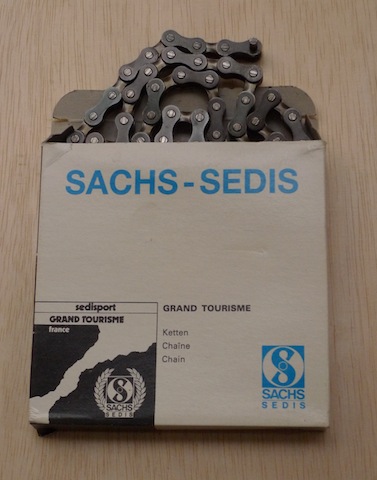 SACHS-SEDIS
sedisport
GRAND TOURISME
france
GRAND TOURISME
Ketten
Chaîne
Chain
SACHS
SEDIS
SACHS
SEDIS